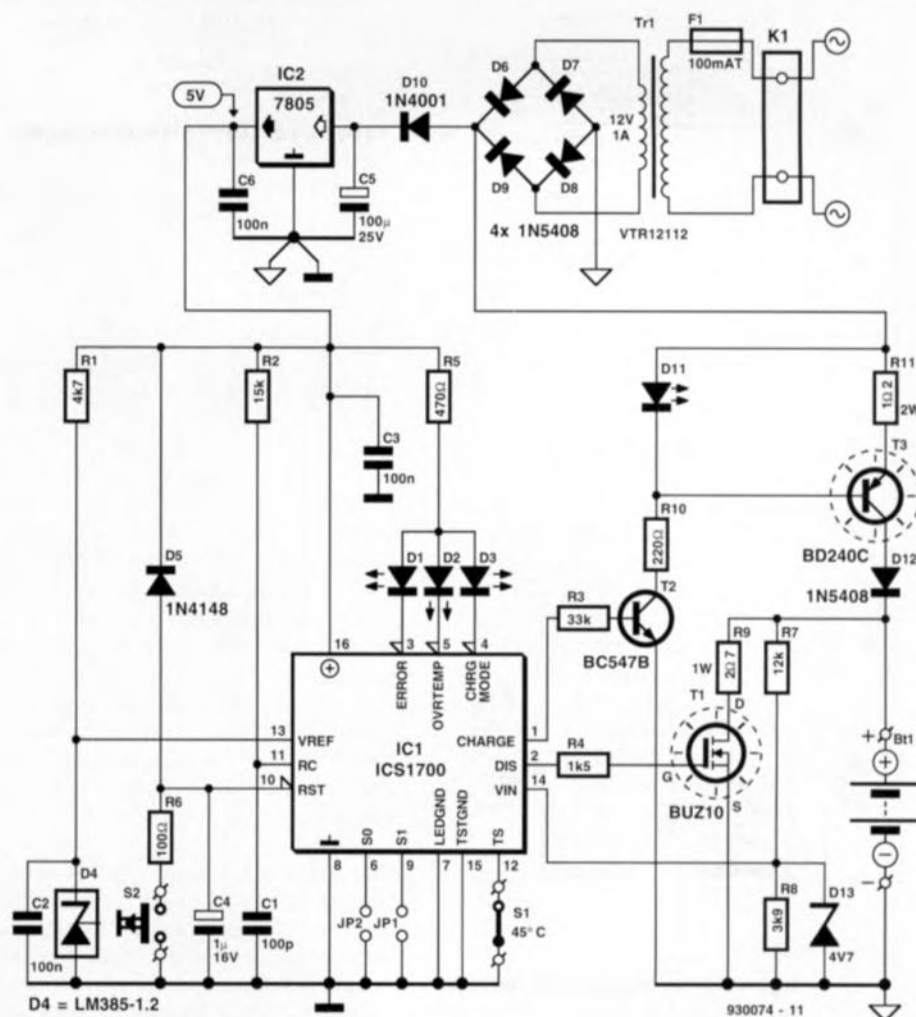 Tr1
F1
K1
100mAT
IC2
7805
5V
D10
1N4001
D6
D7
12V
1A
D9
D8
C6
100n
C5
100µ
25V
4x 1N5408
VTR12112
R1
4k7
R2
15k
R5
470Ω
D11
R11
1Ω2
2W
C3
100n
T3
R10
220Ω
BD240C
D5
1N4148
D1
D2
D3
D12
1N5408
R3
33k
T2
BC547B
R9
2Ω7
1W
R7
12k
16
3
5
4
ERROR
OVRTEMP
CHRG
MODE
T1
D
13
VREF
11
RC
10
RST
IC1
ICS1700
CHARGE
1
DIS
2
VIN
14
R4
1k5
G
S
BUZ10
+
Bt1
R6
100Ω
S0
S1
LEDGND
TSTGND
TS
8
6
9
7
15
12
D4
C2
100n
S2
C4
1µ
16V
C1
100p
JP2
JP1
S1
45°C
R8
3k9
D13
4V7
−
D4 = LM385-1.2
930074 - 11